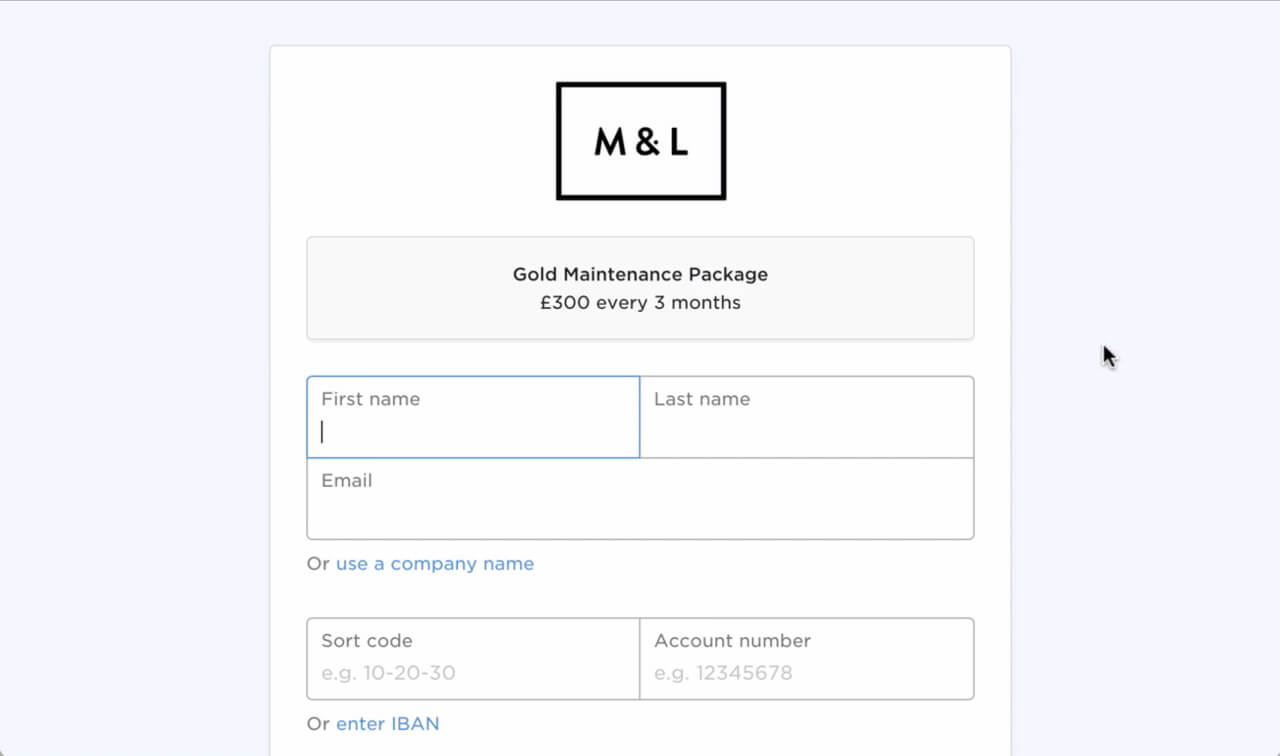 M & L
Gold Maintenance Package
£300 every 3 months
First name Last name
Email
Or use a company name
Sort code Account number
e.g. 10-20-30 e.g. 12345678
Or enter IBAN